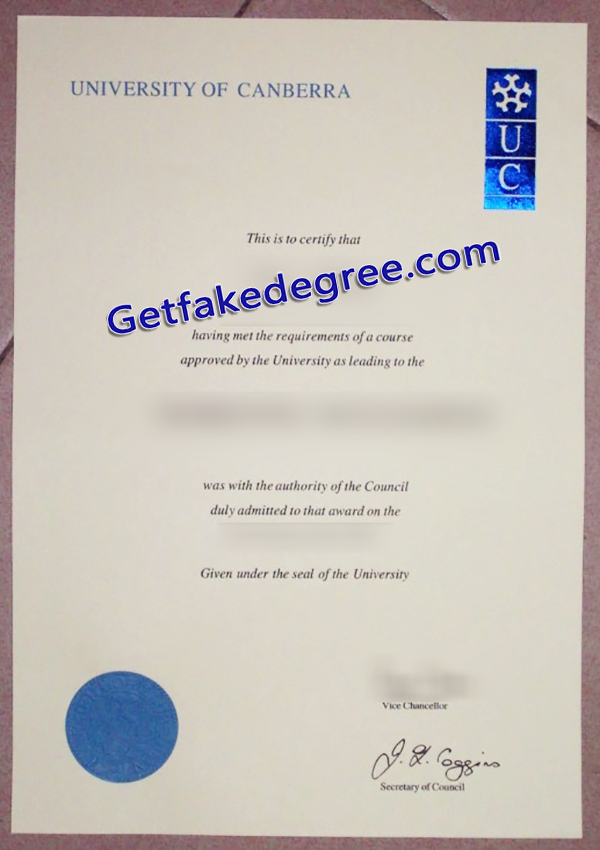 UNIVERSITY OF CANBERRA
U
C
This is to certify that
Getfakedegree.com
having met the requirements of a course
approved by the University as leading to the
was with the authority of the Council
duly admitted to that award on the
Given under the seal of the University
Vice Chancellor
J. R. Coggins
Secretary of Council